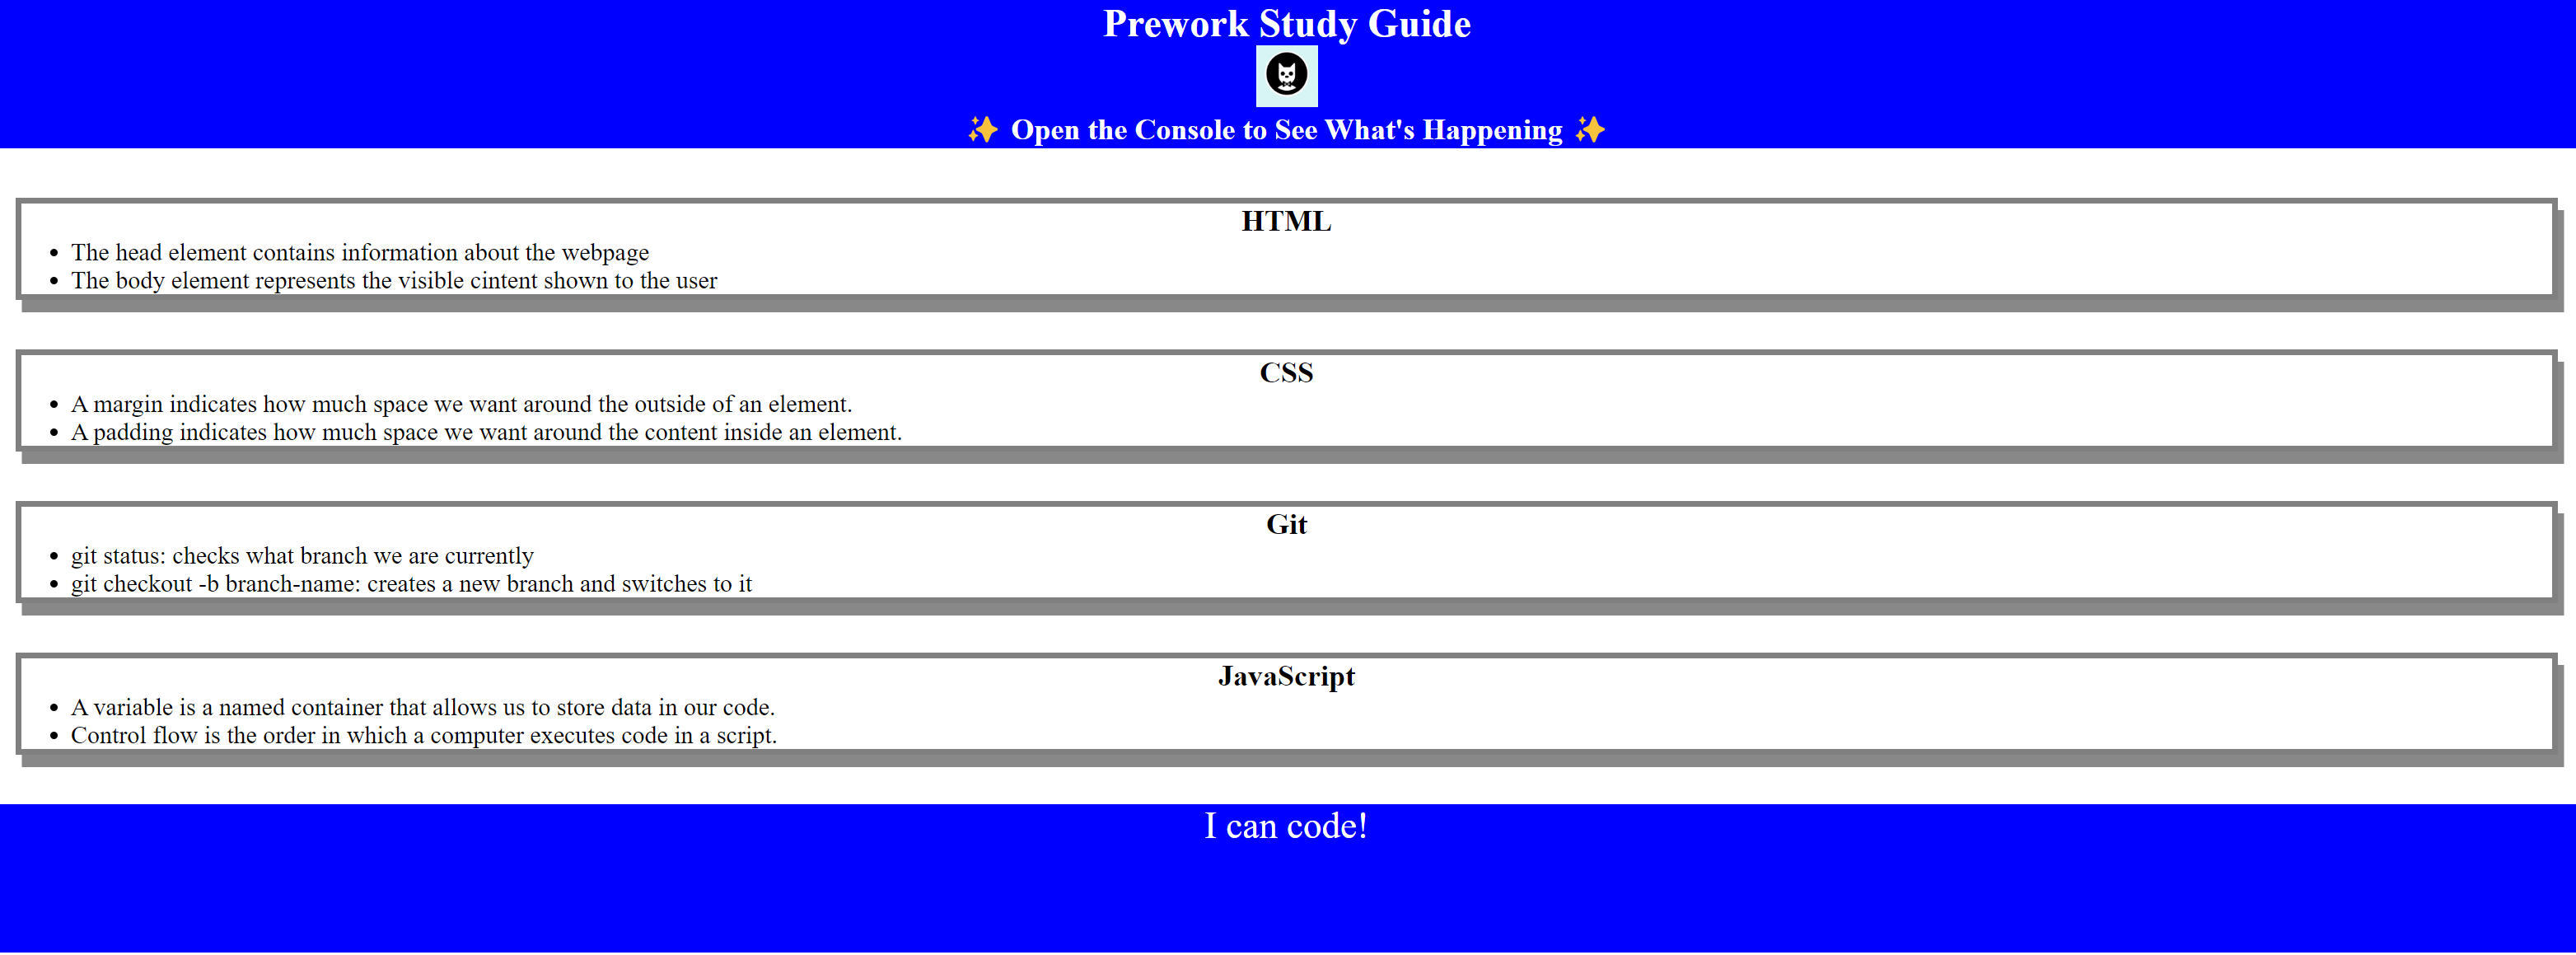 Prework Study Guide
✨ Open the Console to See What's Happening ✨
HTML
• The head element contains information about the webpage
• The body element represents the visible cintent shown to the user
CSS
• A margin indicates how much space we want around the outside of an element.
• A padding indicates how much space we want around the content inside an element.
Git
• git status: checks what branch we are currently
• git checkout -b branch-name: creates a new branch and switches to it
JavaScript
• A variable is a named container that allows us to store data in our code.
• Control flow is the order in which a computer executes code in a script.
I can code!